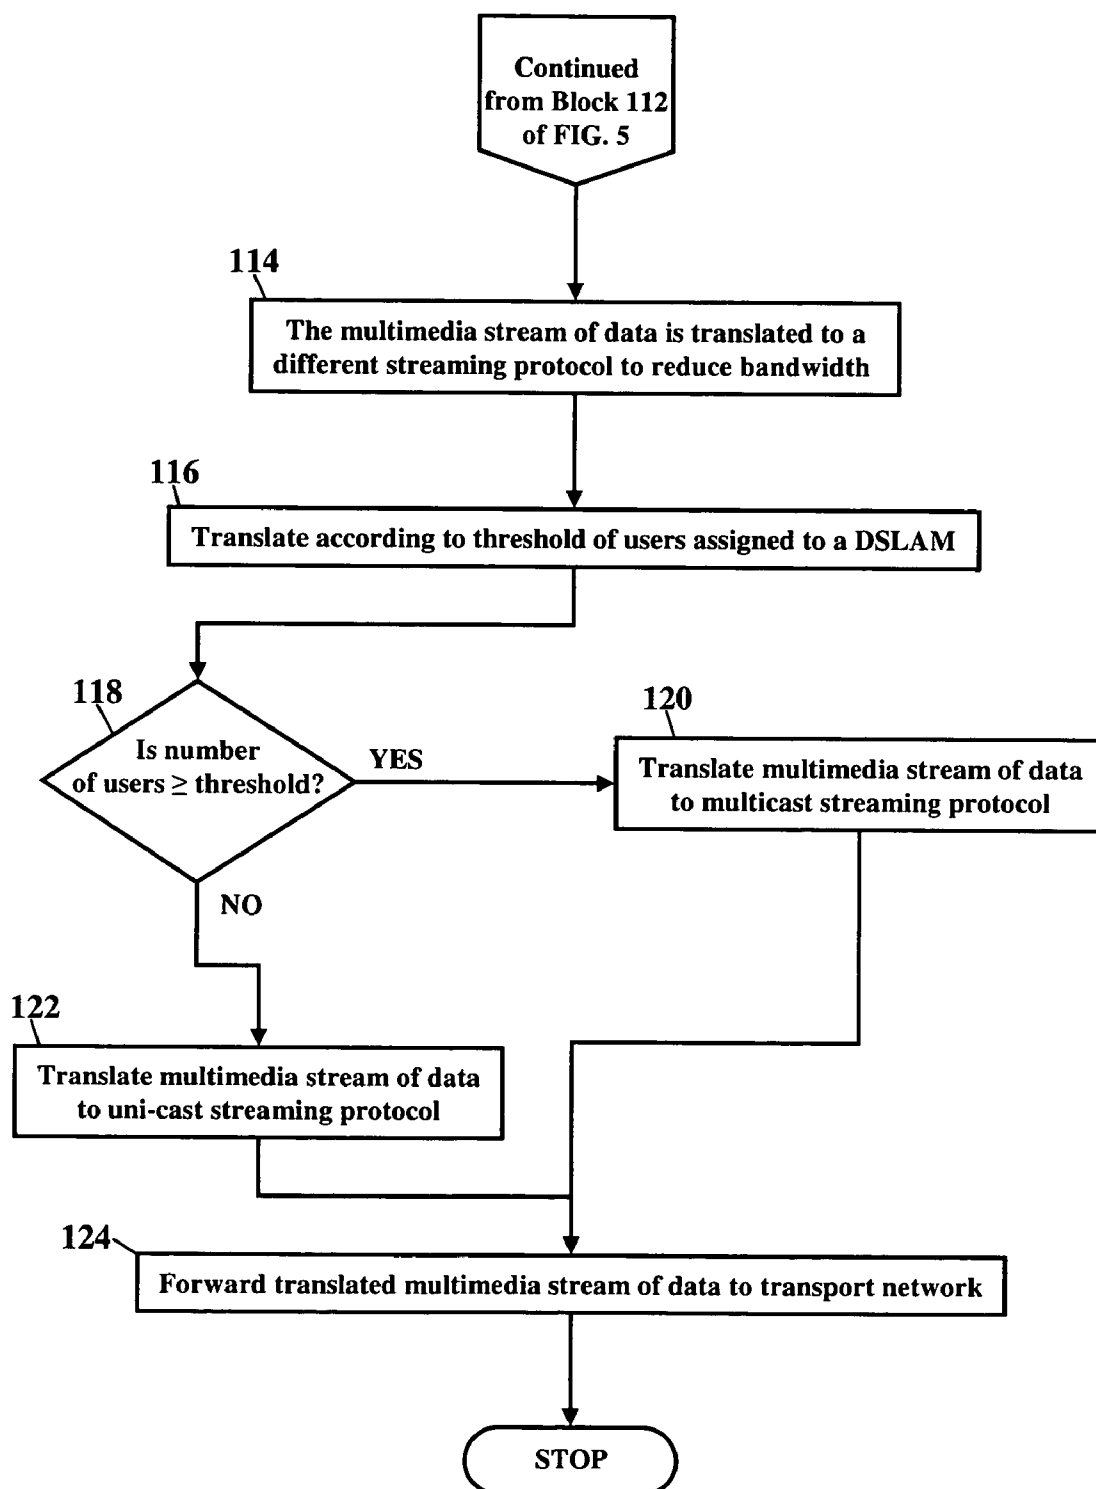 Continued
from Block 112
of FIG. 5
114
The multimedia stream of data is translated to a
different streaming protocol to reduce bandwidth
116
Translate according to threshold of users assigned to a DSLAM
118
Is number
of users ≥ threshold?
YES
120
Translate multimedia stream of data
to multicast streaming protocol
NO
122
Translate multimedia stream of data
to uni-cast streaming protocol
124
Forward translated multimedia stream of data to transport network
STOP